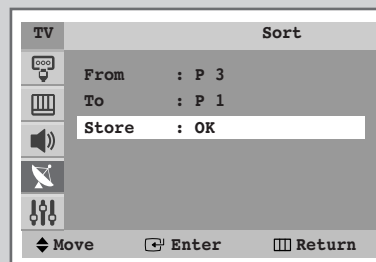 TV Sort
From : P 3
To : P 1
Store : OK
Move Enter Return